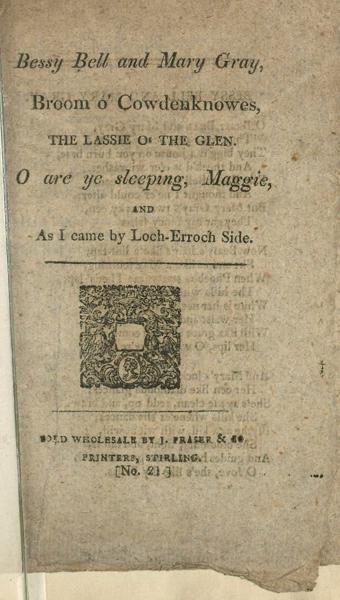 Bessy Bell and Mary Gray,
Broom o' Cowdenknowes,
THE LASSIE OF THE GLEN.
O are ye sleeping, Maggie,
AND
As I came by Loch-Erroch Side.
SOLD WHOLESALE BY J. FRASER & CO
PRINTERS, STIRLING.
[No. 21]